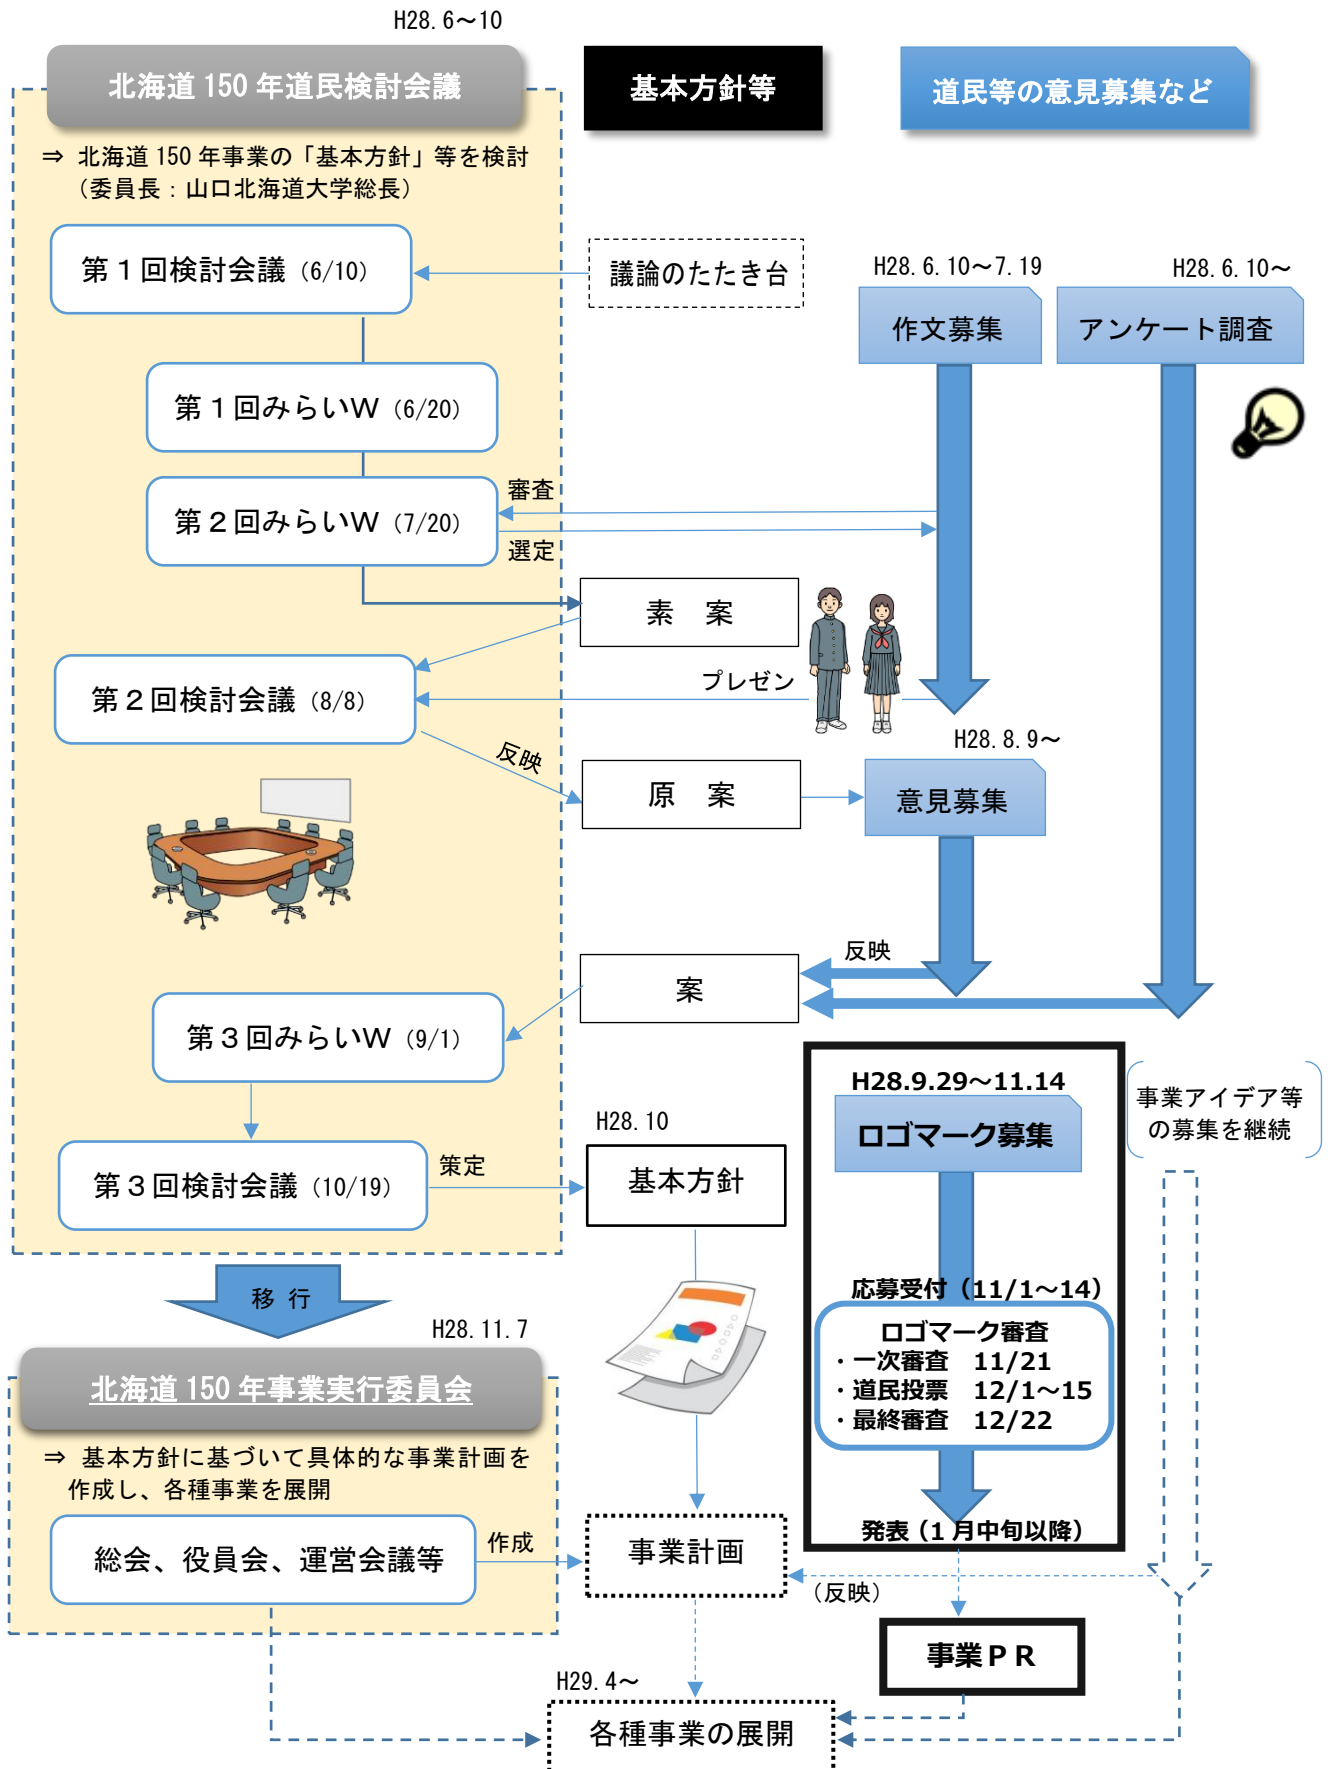 H28.6～10
北海道 150 年道民検討会議
基本方針等
道民等の意見募集など
⇒ 北海道 150 年事業の「基本方針」等を検討
（委員長：山口北海道大学総長）
第１回検討会議（6/10）
議論のたたき台
H28.6.10～7.19
H28.6.10～
作文募集
アンケート調査
第１回みらいＷ（6/20）
第２回みらいＷ（7/20）
審査
選定
素　案
第２回検討会議（8/8）
プレゼン
反映
H28.8.9～
原　案
意見募集
反映
案
第３回みらいＷ（9/1）
H28.9.29～11.14
ロゴマーク募集
事業アイデア等
の募集を継続
第３回検討会議（10/19）
策定
H28.10
基本方針
移 行
応募受付（11/1～14）
ロゴマーク審査
・一次審査　11/21
・道民投票　12/1～15
・最終審査　12/22
発表（１月中旬以降）
H28.11.7
北海道 150 年事業実行委員会
⇒ 基本方針に基づいて具体的な事業計画を
作成し、各種事業を展開
総会、役員会、運営会議等
作成
事業計画
（反映）
事業ＰＲ
H29.4～
各種事業の展開